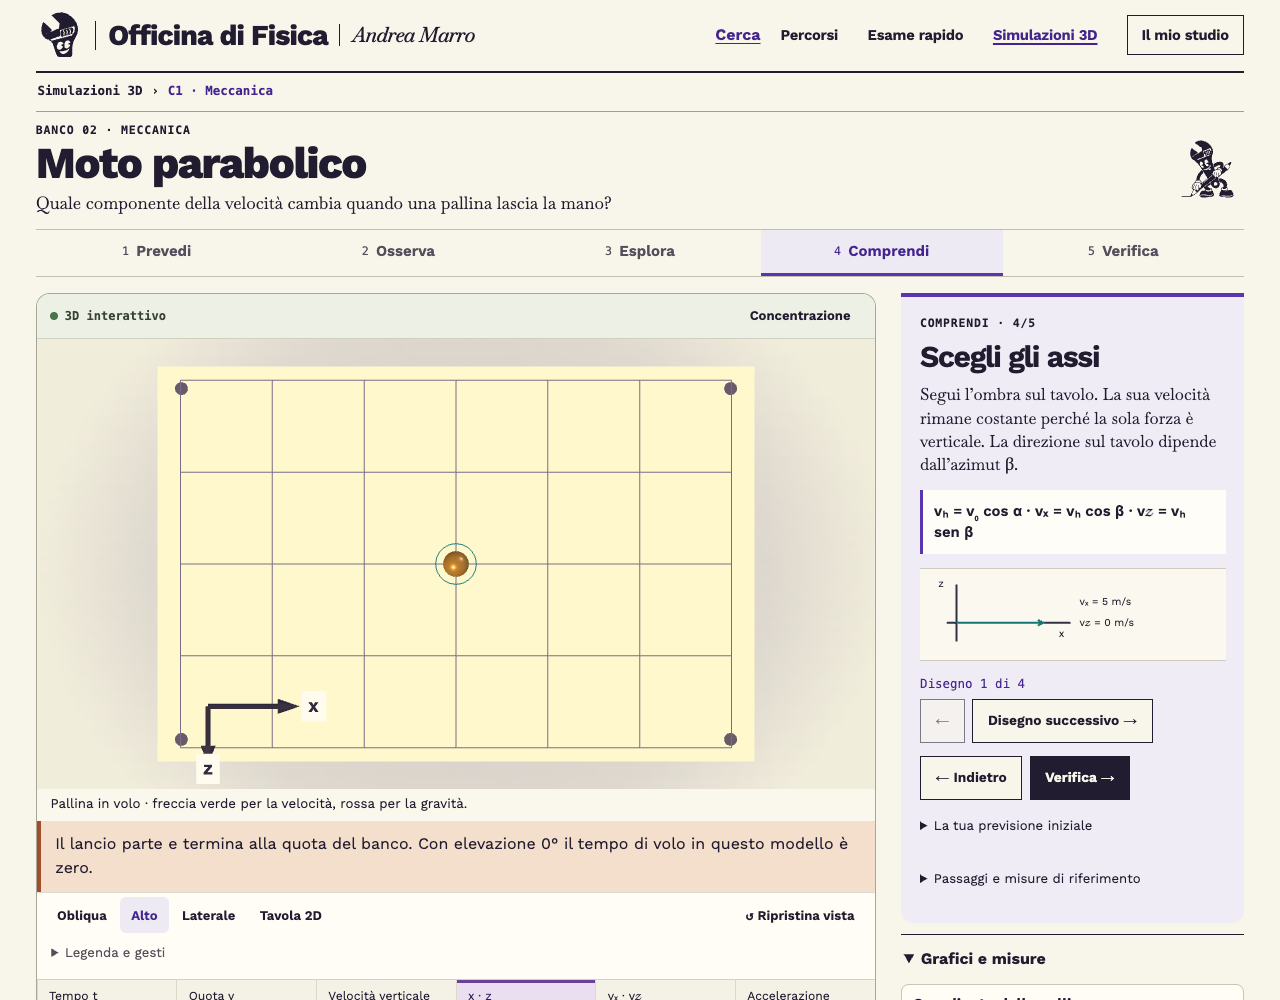 Officina di Fisica
Andrea Marro
Cerca
Percorsi
Esame rapido
Simulazioni 3D
Il mio studio
Simulazioni 3D › C1 · Meccanica
BANCO 02 · MECCANICA
Moto parabolico
Quale componente della velocità cambia quando una pallina lascia la mano?
1 Prevedi
2 Osserva
3 Esplora
4 Comprendi
5 Verifica
3D interattivo
Concentrazione
x
z
Pallina in volo · freccia verde per la velocità, rossa per la gravità.
Il lancio parte e termina alla quota del banco. Con elevazione 0° il tempo di volo in questo modello è
zero.
Obliqua
Alto
Laterale
Tavola 2D
↺ Ripristina vista
▶ Legenda e gesti
Tempo t
Quota y
Velocità verticale
x · z
vₓ · v𝑧
Accelerazione
COMPRENDI · 4/5
Scegli gli assi
Segui l’ombra sul tavolo. La sua velocità
rimane costante perché la sola forza è
verticale. La direzione sul tavolo dipende
dall’azimut β.
vₕ = v₀ cos α · vₓ = vₕ cos β · v𝑧 = vₕ
sen β
z
vₓ = 5 m/s
v𝑧 = 0 m/s
x
Disegno 1 di 4
←
Disegno successivo →
← Indietro
Verifica →
▶ La tua previsione iniziale
▶ Passaggi e misure di riferimento
▼ Grafici e misure